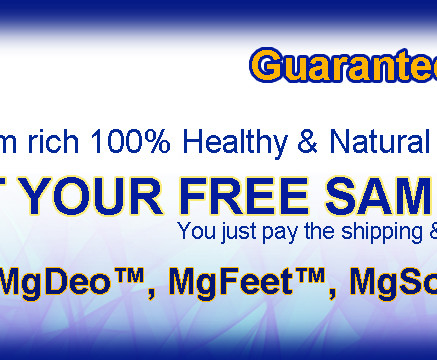 Guarantee
m rich 100% Healthy & Natural
T YOUR FREE SAM
You just pay the shipping &
MgDeo™, MgFeet™, MgSo